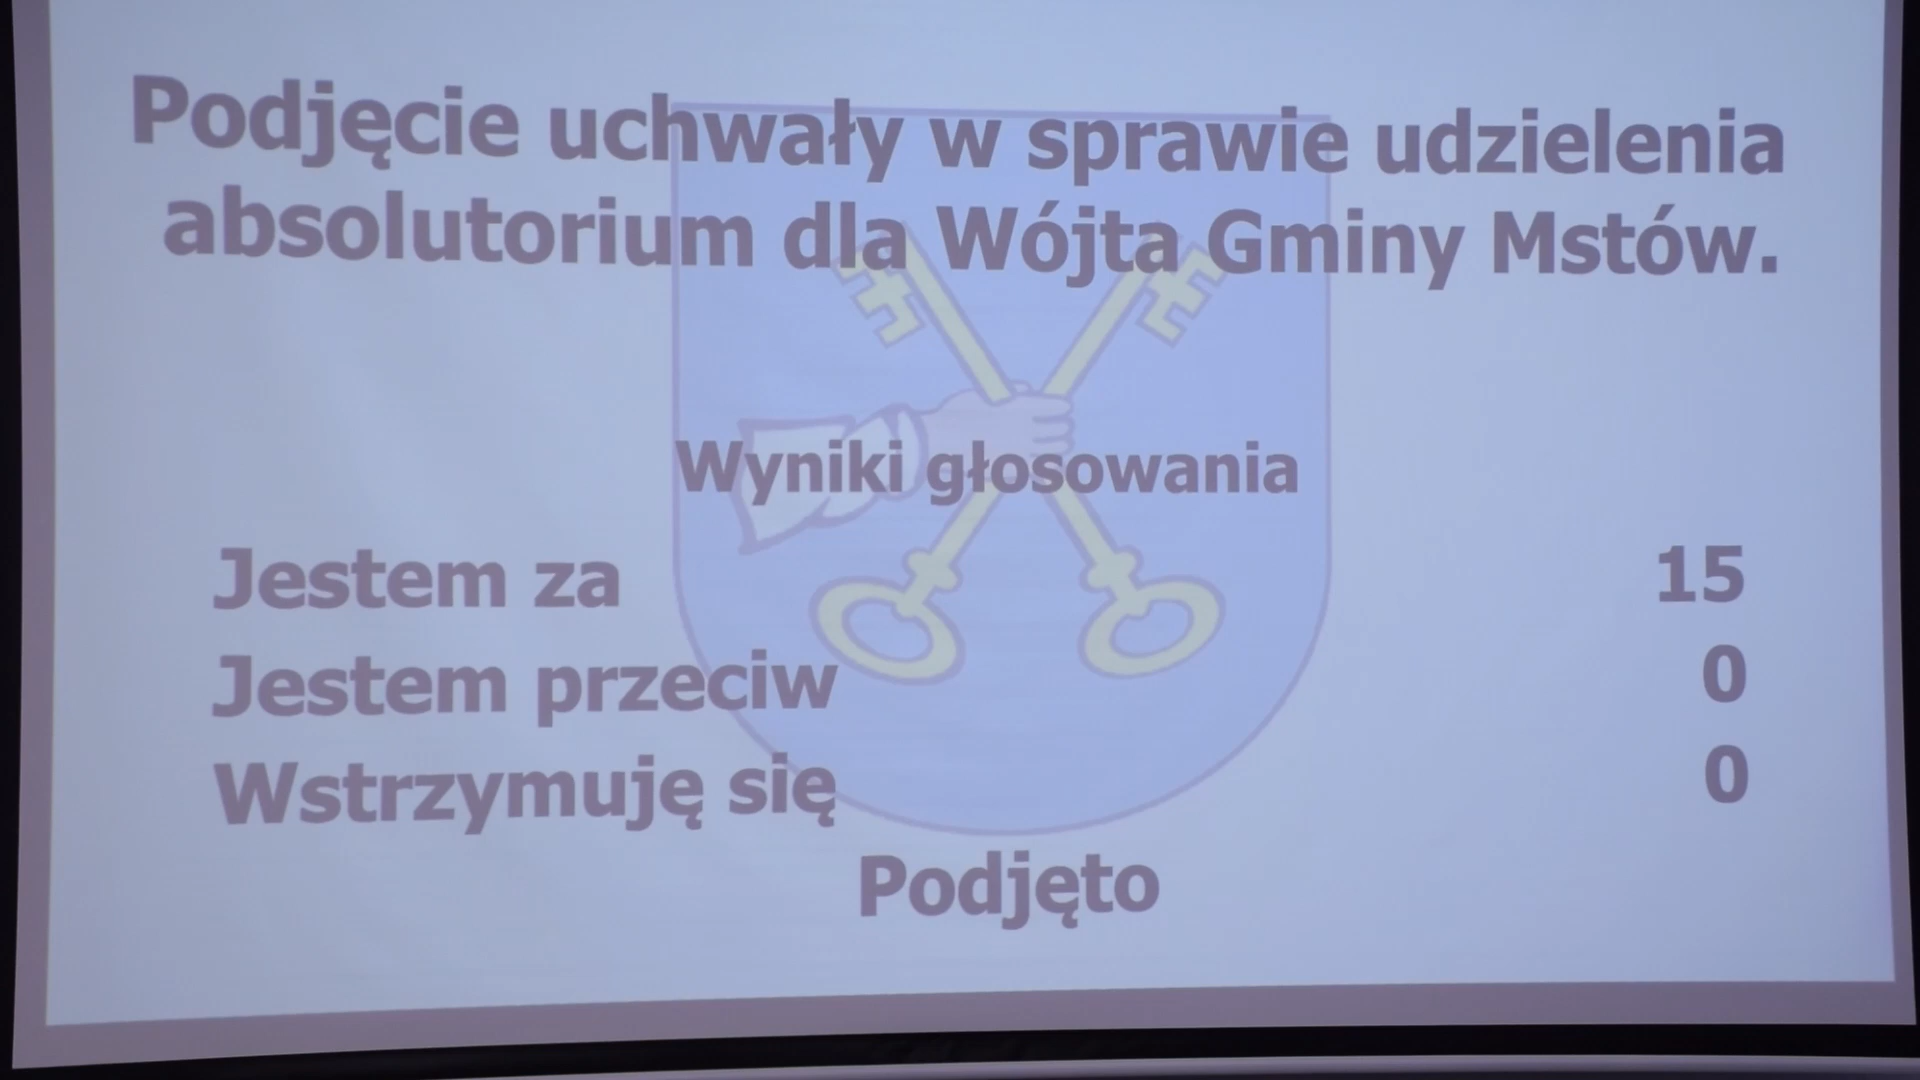 Podjęcie uchwały w sprawie udzielenia
absolutorium dla Wójta Gminy Mstów.
Wyniki głosowania
Jestem za 15
Jestem przeciw 0
Wstrzymuję się 0
Podjęto